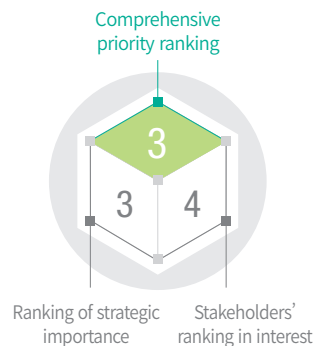 Comprehensive
priority ranking
3
3 4
Ranking of strategic
importance
Stakeholders’
ranking in interest